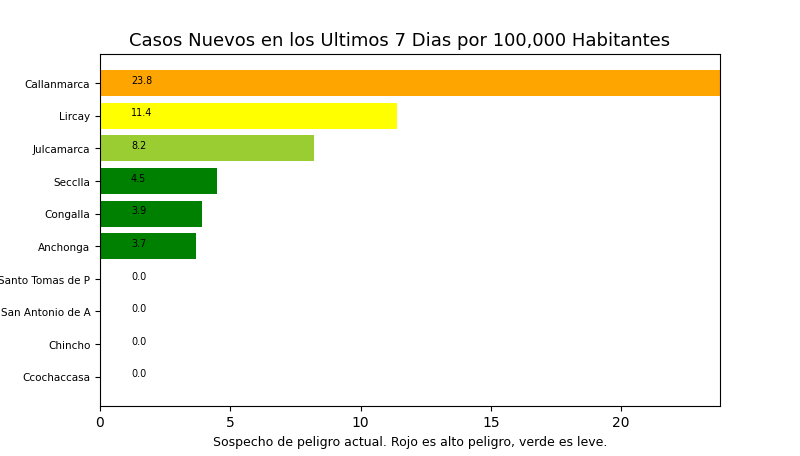 Casos Nuevos en los Ultimos 7 Dias por 100,000 Habitantes
Callanmarca 23.8
Lircay 11.4
Julcamarca 8.2
Secclla 4.5
Congalla 3.9
Anchonga 3.7
Santo Tomas de P 0.0
San Antonio de A 0.0
Chincho 0.0
Ccochaccasa 0.0
0 5 10 15 20
Sospecho de peligro actual. Rojo es alto peligro, verde es leve.